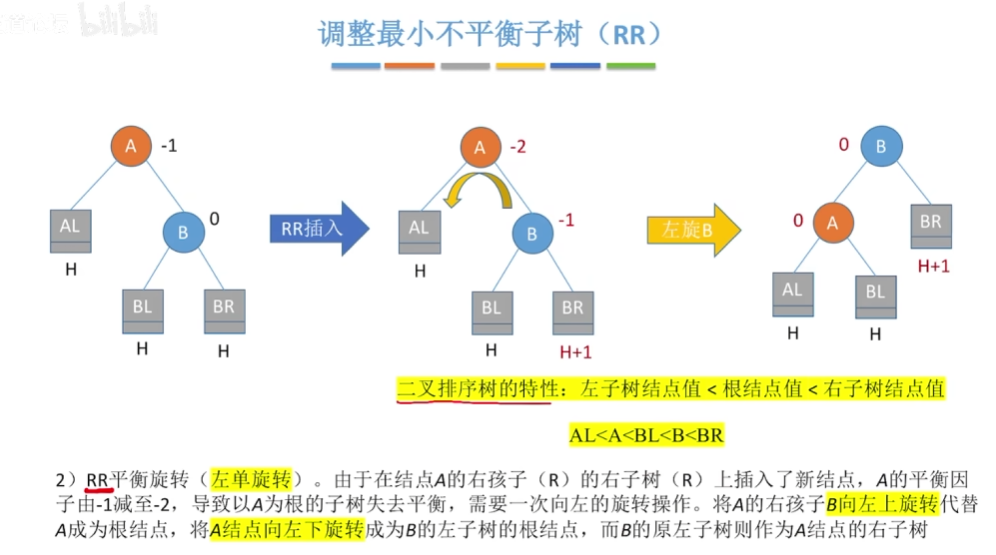 bilibili
调整最小不平衡子树（RR）
A -1
A -2
0 B
AL
B 0
RR插入
AL
B -1
左旋B
0 A
BR
H
H
H+1
BL BR
BL BR
AL BL
H H
H H+1
H H
二叉排序树的特性：左子树结点值 < 根结点值 < 右子树结点值
AL<A<BL<B<BR
2）RR平衡旋转（左单旋转）。由于在结点A的右孩子（R）的右子树（R）上插入了新结点，A的平衡因
子由-1减至-2，导致以A为根的子树失去平衡，需要一次向左的旋转操作。将A的右孩子B向左上旋转代替
A成为根结点，将A结点向左下旋转成为B的左子树的根结点，而B的原左子树则作为A结点的右子树